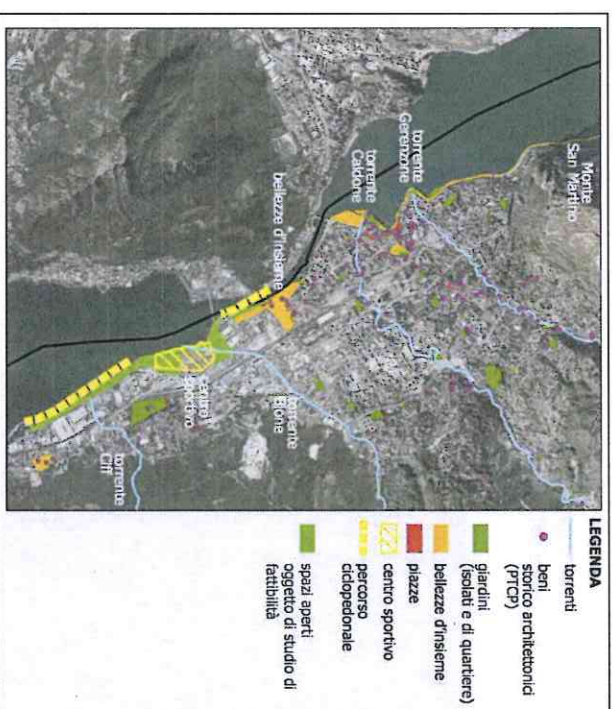 Monte
San Martino
torrente
Gerenzone
torrente
Caldone
bellezze d'insieme
centro
sportivo
torrente
Bione
torrente
Cif
LEGENDA
torrenti
beni
storico architettonici
(PTCP)
giardini
(isolati e di quartiere)
bellezze d'insieme
piazze
centro sportivo
percorso
ciclopedonale
spazi aperti
oggetto di studio di
fattibilità